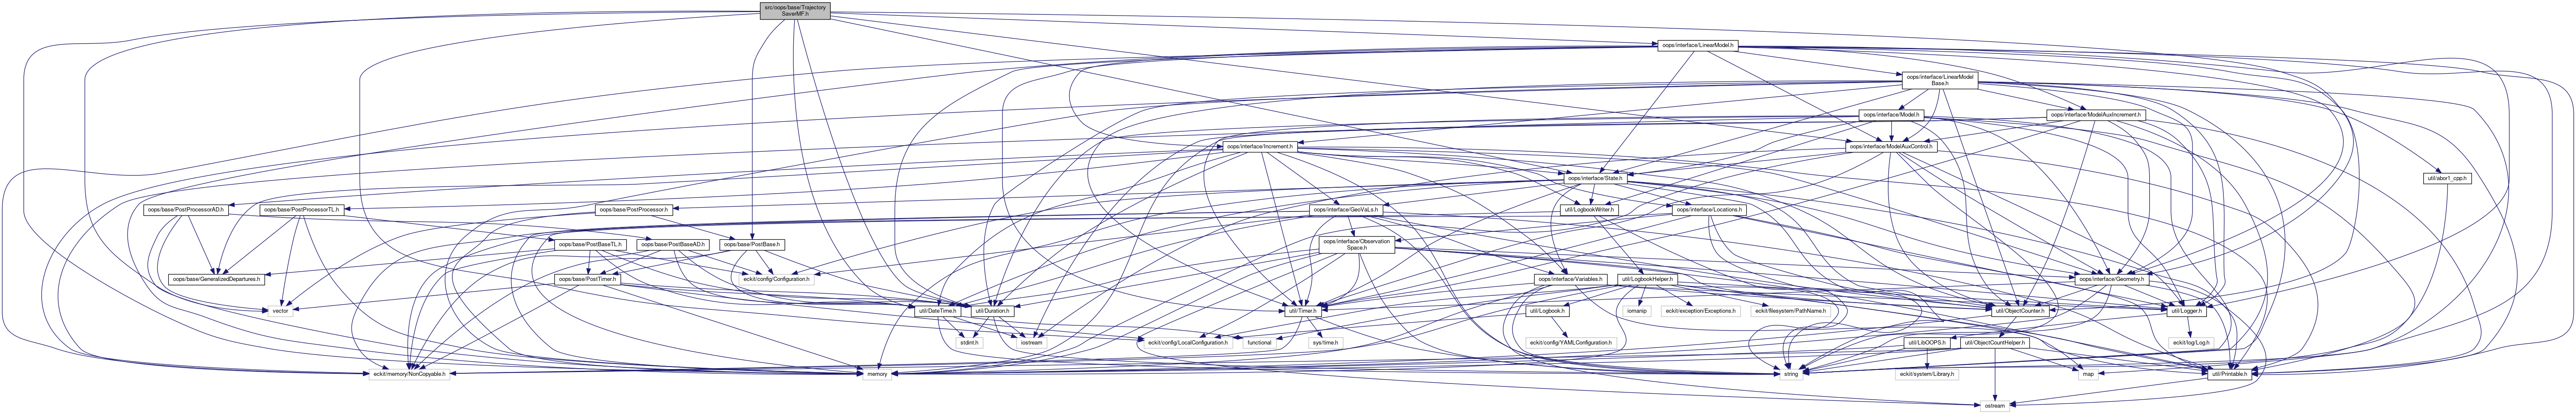 src/oops/base/Trajectory
SaverMF.h
oops/interface/LinearModel.h
oops/interface/LinearModel
Base.h
oops/interface/Model.h
oops/interface/ModelAuxIncrement.h
oops/interface/Increment.h
oops/interface/ModelAuxControl.h
oops/interface/State.h
util/abor1_cpp.h
oops/base/PostProcessorAD.h
oops/base/PostProcessorTL.h
oops/base/PostProcessor.h
oops/interface/GeoVaLs.h
util/LogbookWriter.h
oops/interface/Locations.h
oops/base/PostBaseTL.h
oops/base/PostBaseAD.h
oops/base/PostBase.h
oops/interface/Observation
Space.h
oops/base/GeneralizedDepartures.h
oops/base/PostTimer.h
eckit/config/Configuration.h
oops/interface/Variables.h
util/LogbookHelper.h
oops/interface/Geometry.h
vector
util/DateTime.h
util/Duration.h
util/Timer.h
util/Logbook.h
iomanip
eckit/exception/Exceptions.h
eckit/filesystem/PathName.h
util/ObjectCounter.h
util/Logger.h
stdint.h
iostream
eckit/config/LocalConfiguration.h
functional
sys/time.h
eckit/config/YAMLConfiguration.h
util/LibOOPS.h
util/ObjectCountHelper.h
eckit/log/Log.h
eckit/memory/NonCopyable.h
memory
string
eckit/system/Library.h
map
util/Printable.h
ostream